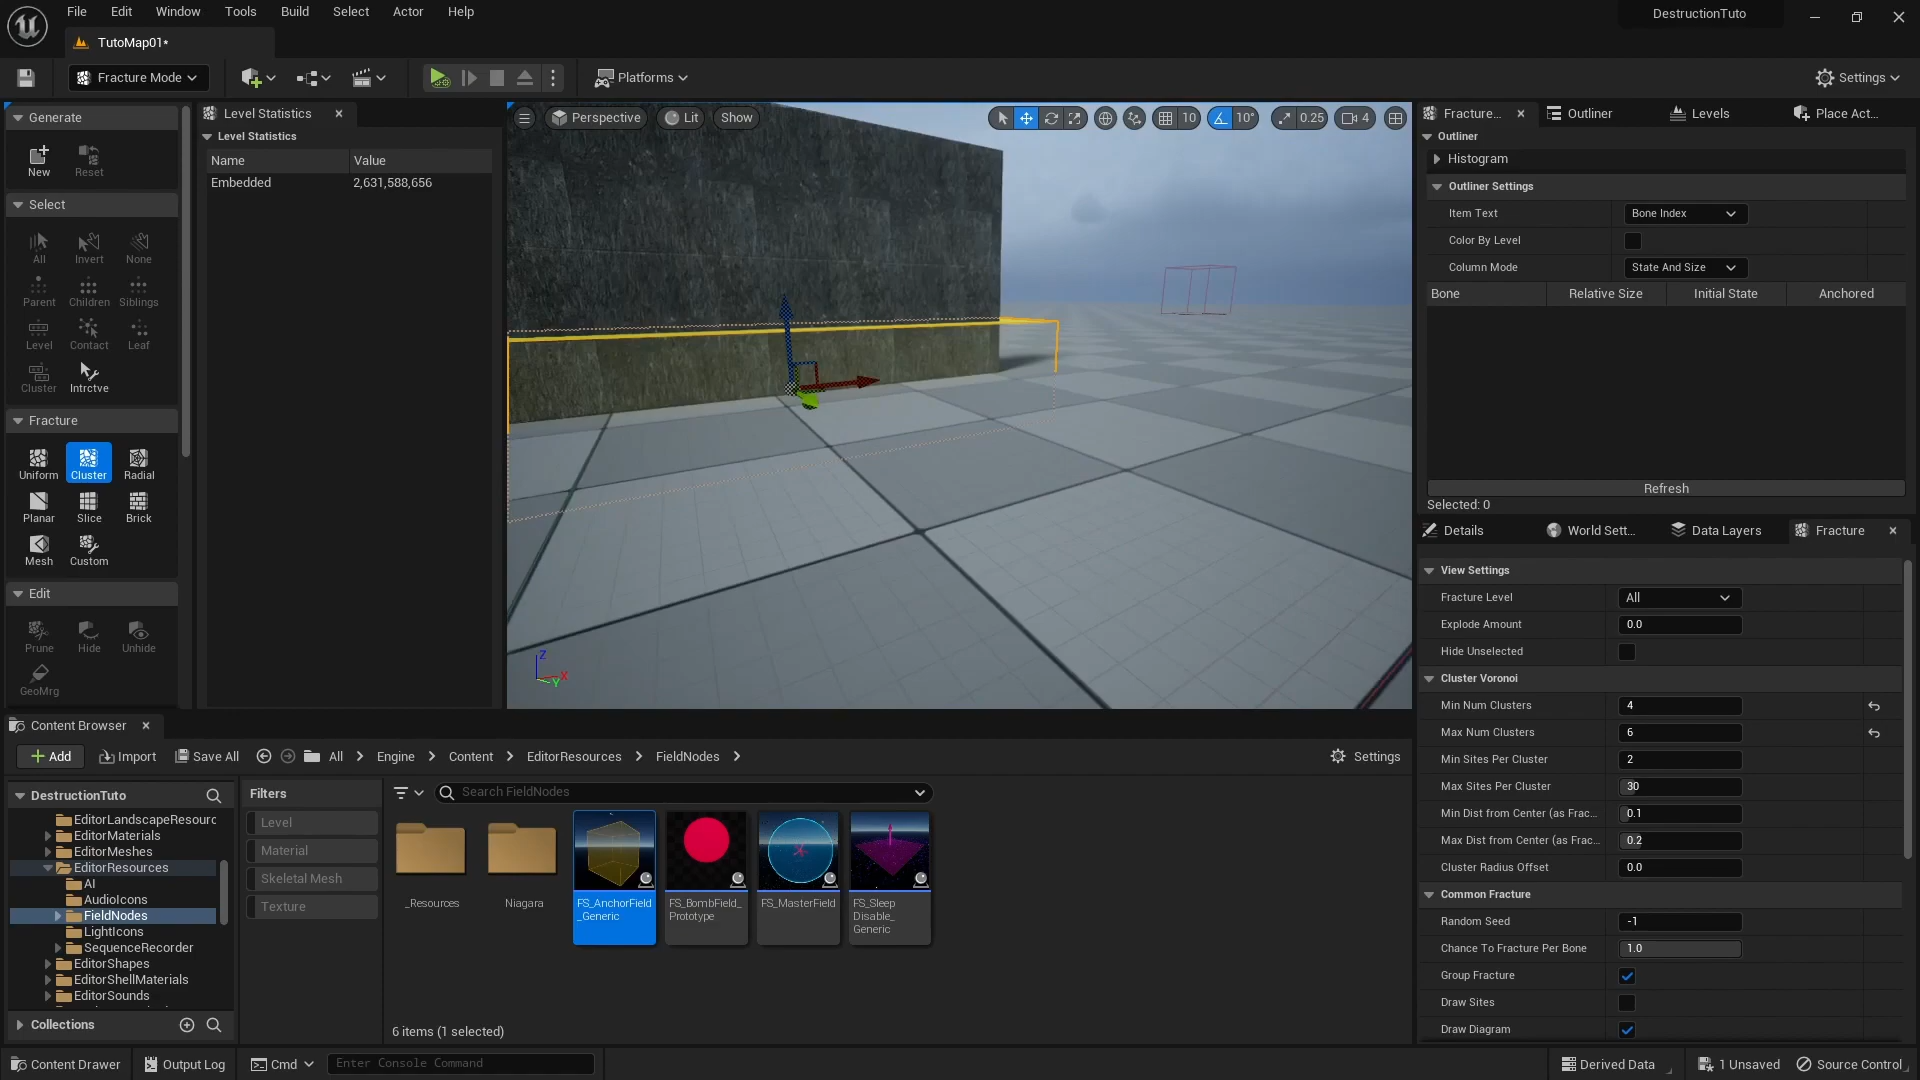 File Edit Window Tools Build Select Actor Help
DestructionTuto
TutoMap01*
Fracture Mode
Platforms
Settings
Generate
New Reset
Select
All Invert None
Parent Children Siblings
Level Contact Leaf
Cluster Intrctve
Fracture
Uniform Cluster Radial
Planar Slice Brick
Mesh Custom
Edit
Prune Hide Unhide
GeoMrg
Level Statistics
Level Statistics
Name Value
Embedded 2,631,588,656
Perspective Lit Show 10 10° 0.25 4
Z
X
Y
Fracture... Outliner Levels Place Act...
Outliner
Histogram
Outliner Settings
Item Text Bone Index
Color By Level
Column Mode State And Size
Bone Relative Size Initial State Anchored
Refresh
Selected: 0
Details World Sett... Data Layers Fracture
View Settings
Fracture Level All
Explode Amount 0.0
Hide Unselected
Cluster Voronoi
Min Num Clusters 4
Max Num Clusters 6
Min Sites Per Cluster 2
Max Sites Per Cluster 30
Min Dist from Center (as Frac... 0.1
Max Dist from Center (as Frac... 0.2
Cluster Radius Offset 0.0
Common Fracture
Random Seed -1
Chance To Fracture Per Bone 1.0
Group Fracture
Draw Sites
Draw Diagram
Content Browser
Add Import Save All All Engine Content EditorResources FieldNodes Settings
DestructionTuto
EditorLandscapeResourc
EditorMaterials
EditorMeshes
EditorResources
AI
AudioIcons
FieldNodes
LightIcons
SequenceRecorder
EditorShapes
EditorShellMaterials
EditorSounds
Collections
Filters
Level
Material
Skeletal Mesh
Texture
Search FieldNodes
_Resources
Niagara
FS_AnchorField
_Generic
FS_BombField_
Prototype
FS_MasterField
FS_Sleep
Disable_
Generic
6 items (1 selected)
Content Drawer Output Log Cmd Enter Console Command Derived Data 1 Unsaved Source Control